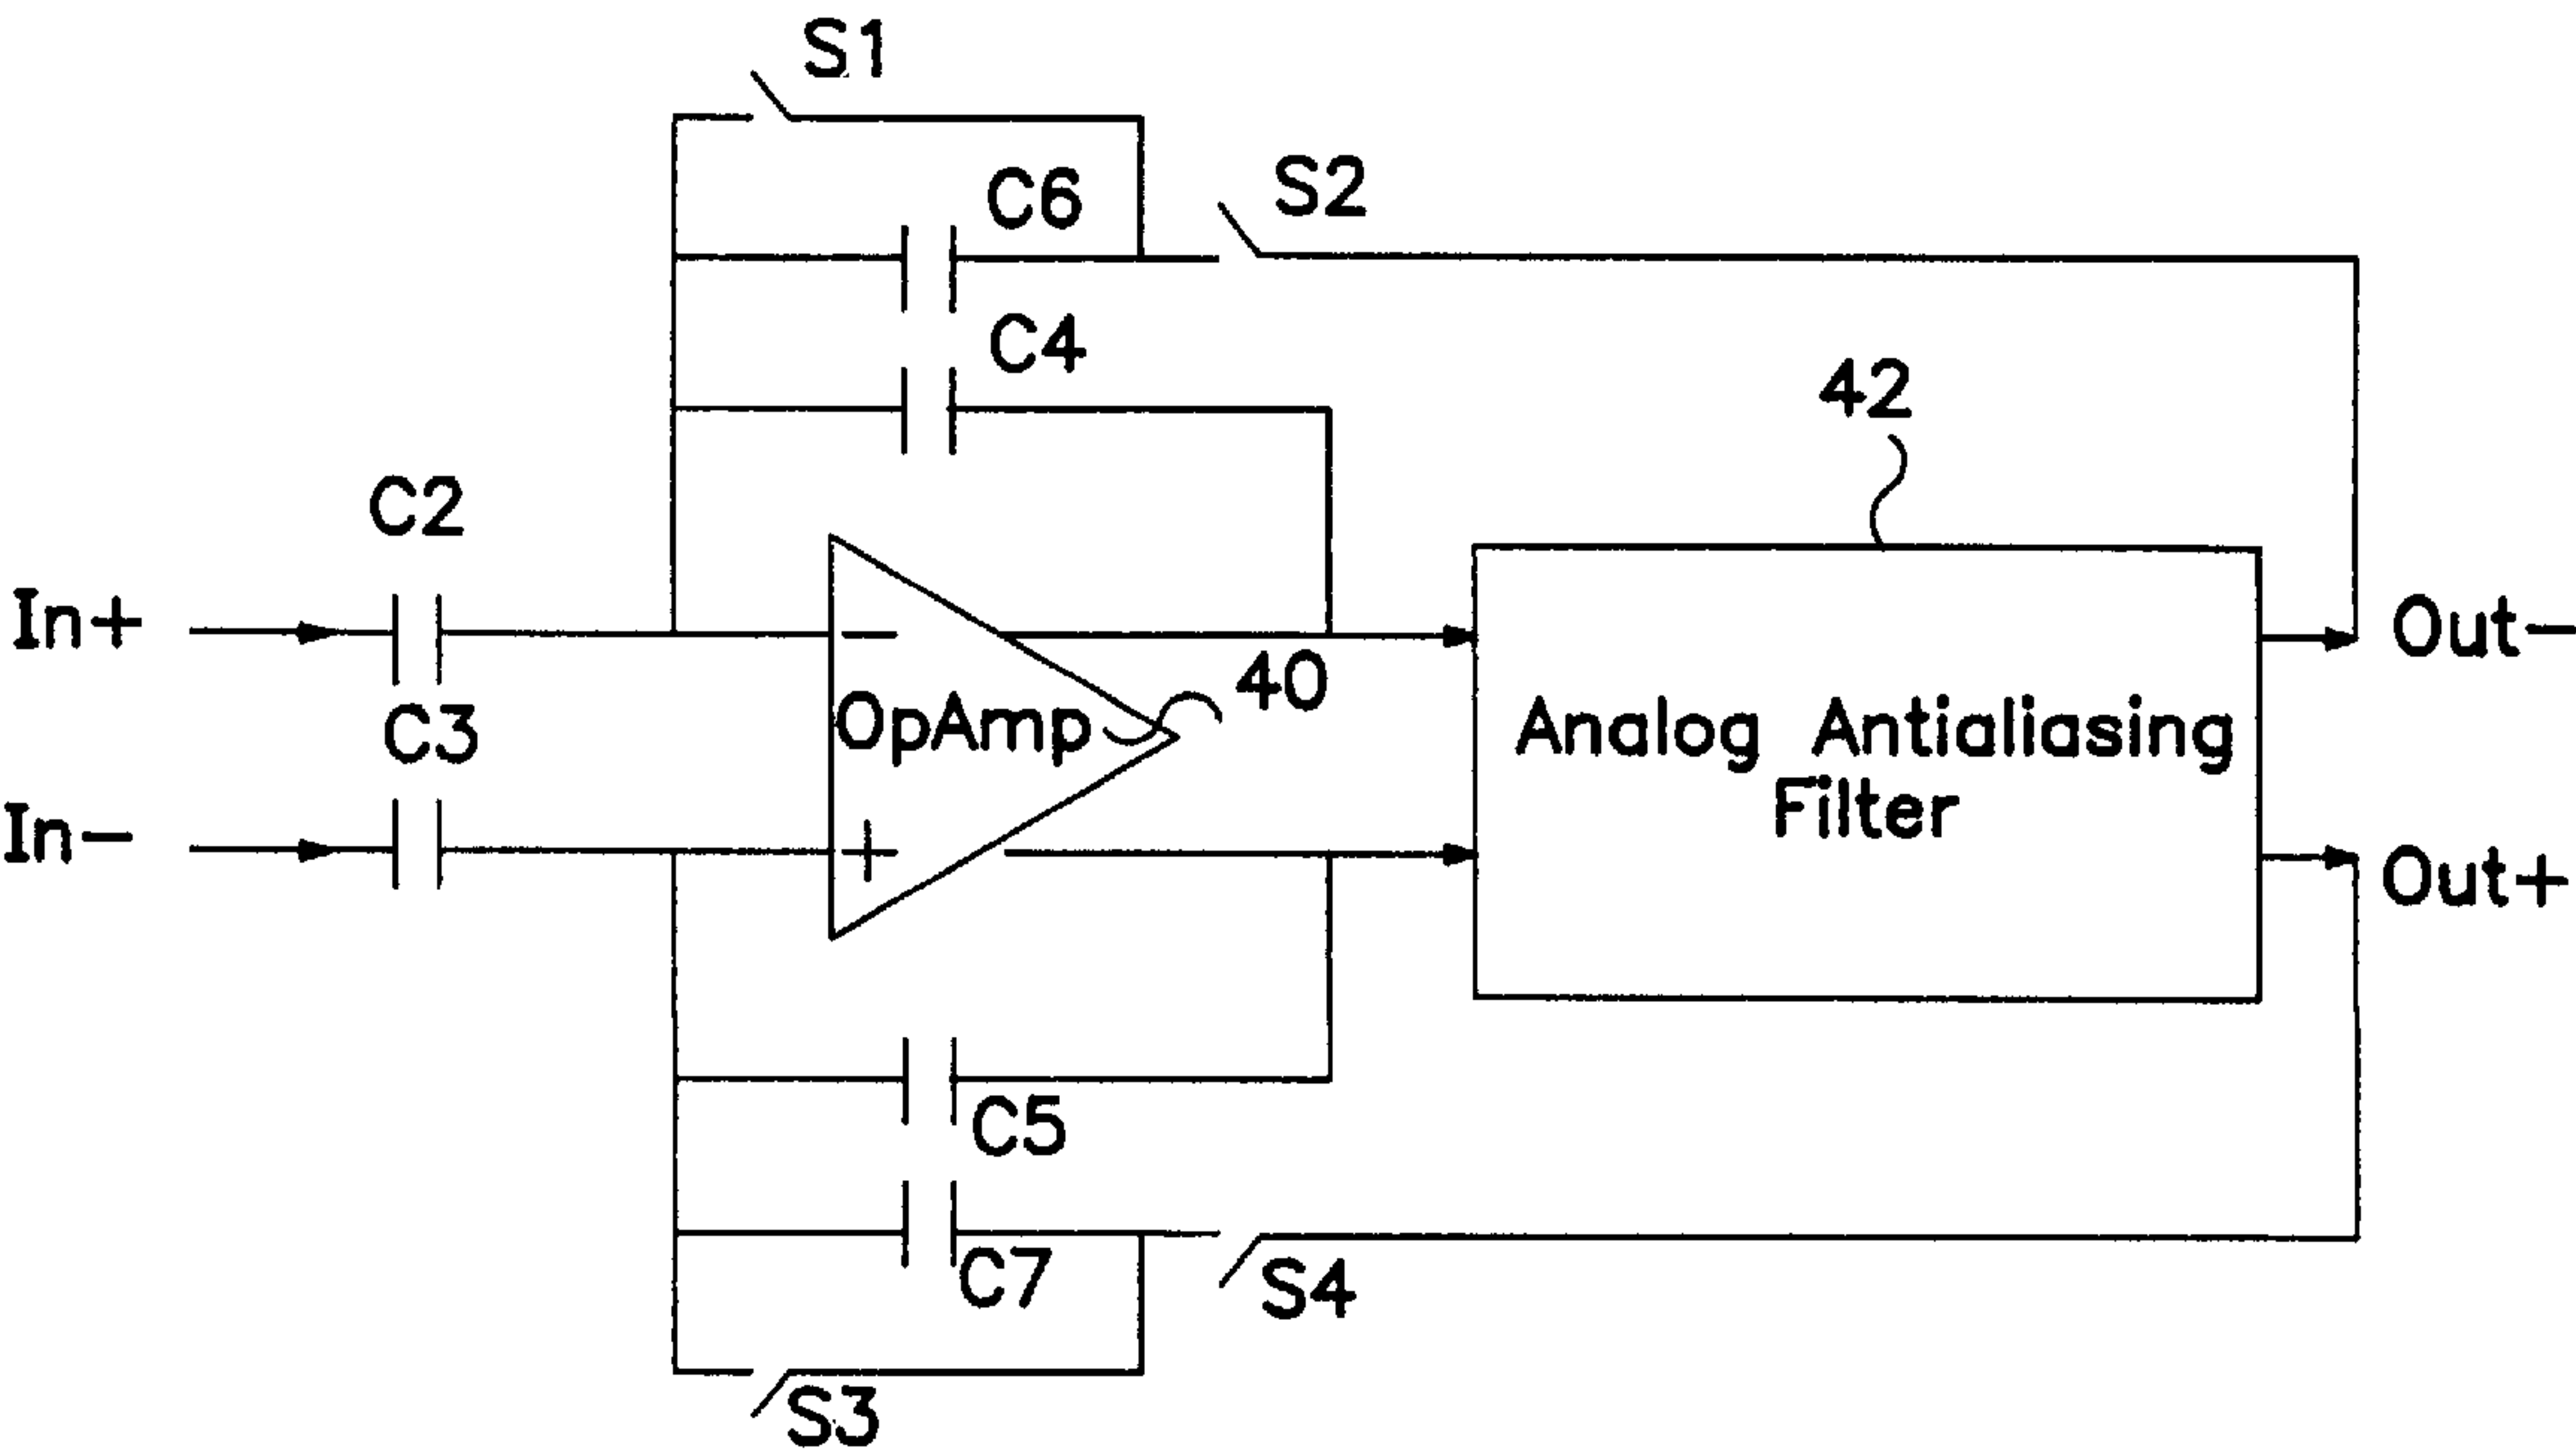 S1
C6
S2
C4
42
C2
In+
Out-
40
C3
OpAmp
Analog Antialiasing
Filter
In-
Out+
C5
C7
S4
S3